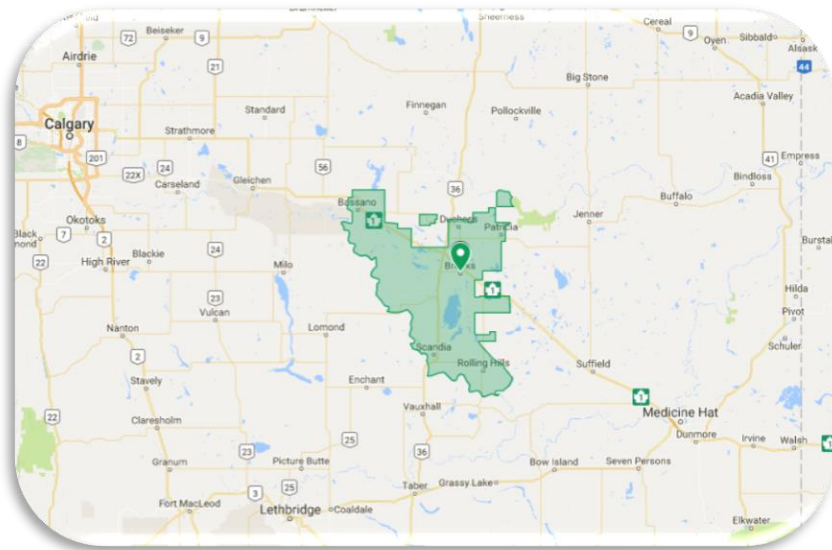 Sheerness
Cereal
72
Beiseker
9
9
Oyen
Sibbald
Alsask
Airdrie
21
44
Big Stone
Acadia Valley
Standard
Finnegan
Pollockville
Calgary
Strathmore
8
201
56
41
Empress
22X
24
Carseland
Gleichen
36
Bindloss
Bassano
Buffalo
1
Duchess
Jenner
Okotoks
Patricia
Black
7
2
22
Blackie
24
High River
Milo
Brooks
1
Hilda
23
Vulcan
Pivot
Nanton
Lomond
2
Scandia
Schuler
Rolling Hills
Suffield
Stavely
Enchant
1
22
Vauxhall
Medicine Hat
Claresholm
25
Dunmore
Irvine
Walsh
1
23
36
Granum
Picture Butte
Bow Island
Seven Persons
3
25
Grassy Lake
Taber
Fort MacLeod
Lethbridge
Coaldale
Elkwater